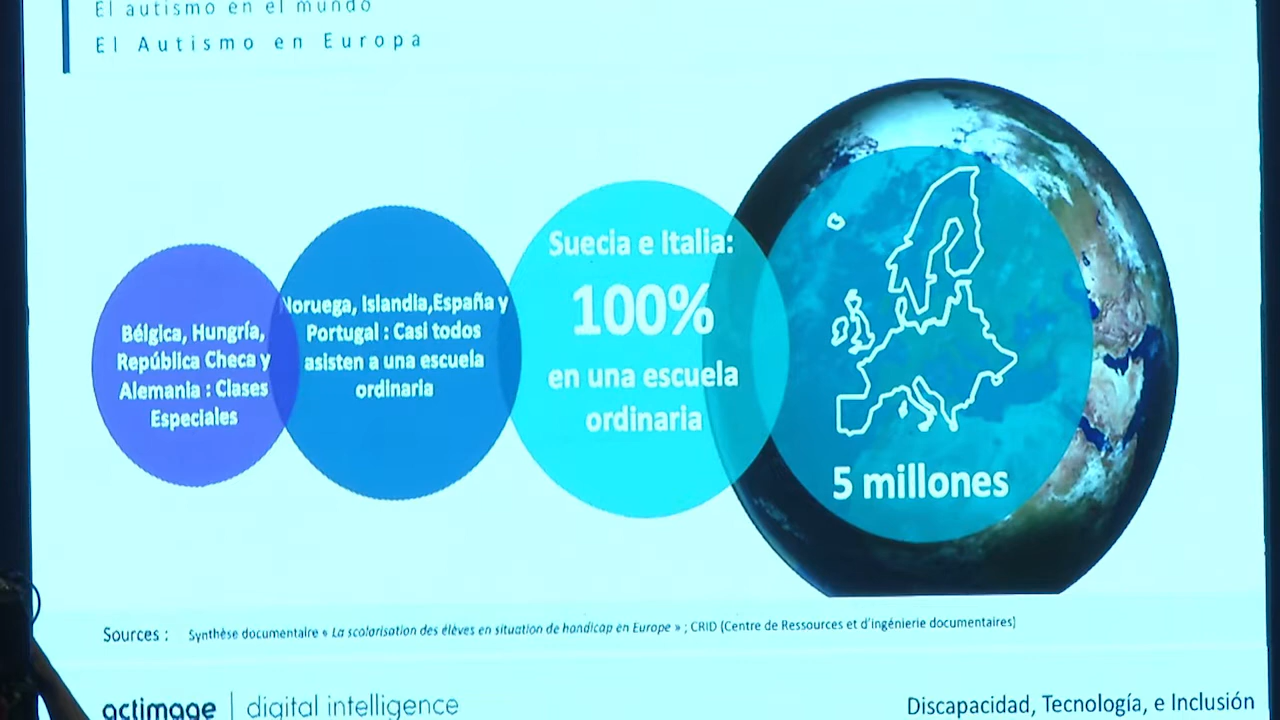 El autismo en el mundo
El Autismo en Europa
Bélgica, Hungría,
República Checa y
Alemania : Clases
Especiales
Noruega, Islandia,España y
Portugal : Casi todos
asisten a una escuela
ordinaria
Suecia e Italia:
100%
en una escuela
ordinaria
5 millones
Sources : Synthèse documentaire « La scolarisation des élèves en situation de handicap en Europe » ; CRID (Centre de Ressources et d'ingénierie documentaires)
actimage | digital intelligence
Discapacidad, Tecnología, e Inclusión